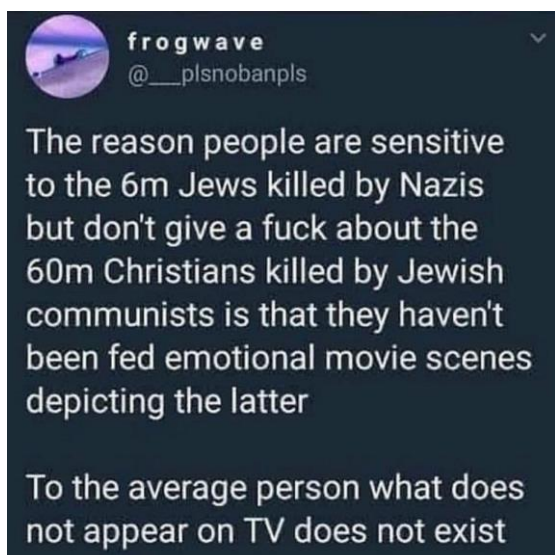 frogwave
@__plsnobanpls
The reason people are sensitive
to the 6m Jews killed by Nazis
but don't give a fuck about the
60m Christians killed by Jewish
communists is that they haven't
been fed emotional movie scenes
depicting the latter
To the average person what does
not appear on TV does not exist